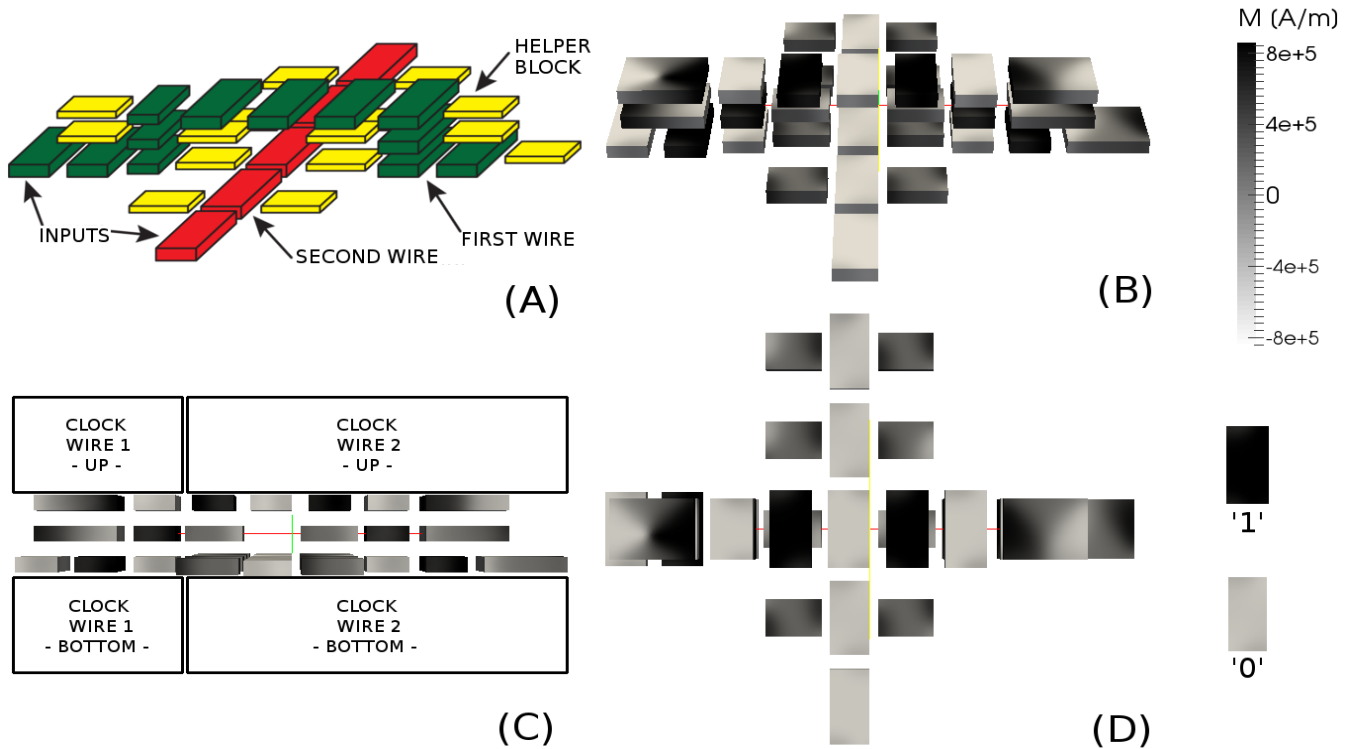 HELPER
BLOCK
INPUTS
SECOND WIRE
FIRST WIRE
(A)
(B)
M (A/m)
8e+5
4e+5
0
-4e+5
-8e+5
CLOCK
WIRE 1
- UP -
CLOCK
WIRE 2
- UP -
CLOCK
WIRE 1
- BOTTOM -
CLOCK
WIRE 2
- BOTTOM -
(C)
(D)
'1'
'0'